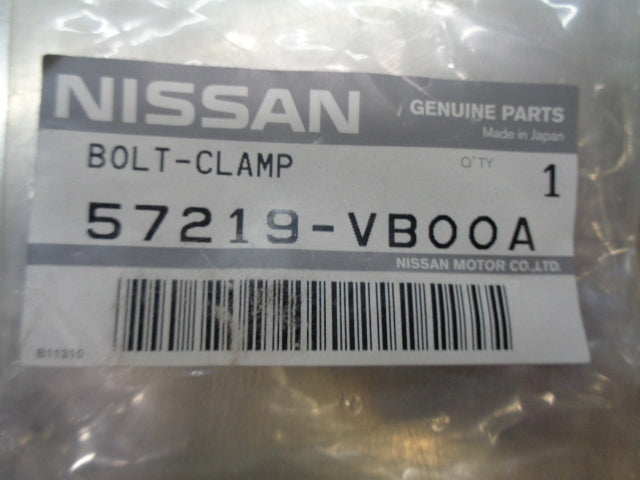 NISSAN GENUINE PARTS
Made in Japan
BOLT-CLAMP Q'TY 1
57219-VB00A
NISSAN MOTOR CO.,LTD.
B11210